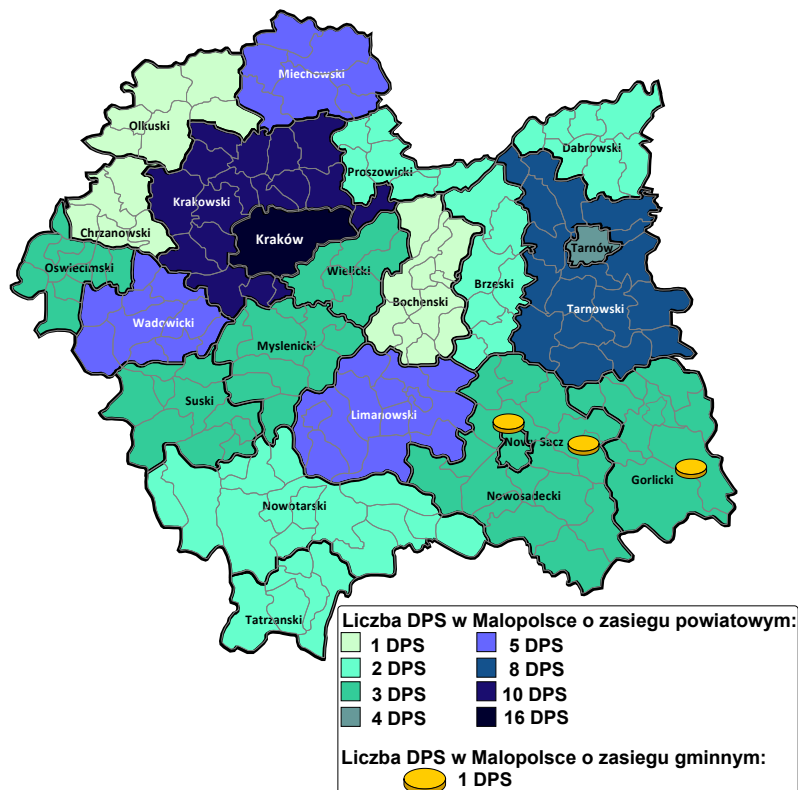 Miechowski
Olkuski
Dabrowski
Proszowicki
Krakowski
Chrzanowski
Kraków
Tarnów
Oswiecimski
Wielicki
Brzeski
Bochenski
Tarnowski
Wadowicki
Myslenicki
Suski
Limanowski
Nowy Sacz
Gorlicki
Nowosadecki
Nowotarski
Tatrzanski
Liczba DPS w Malopolsce o zasiegu powiatowym:
1 DPS
2 DPS
3 DPS
4 DPS
5 DPS
8 DPS
10 DPS
16 DPS
Liczba DPS w Malopolsce o zasiegu gminnym:
1 DPS